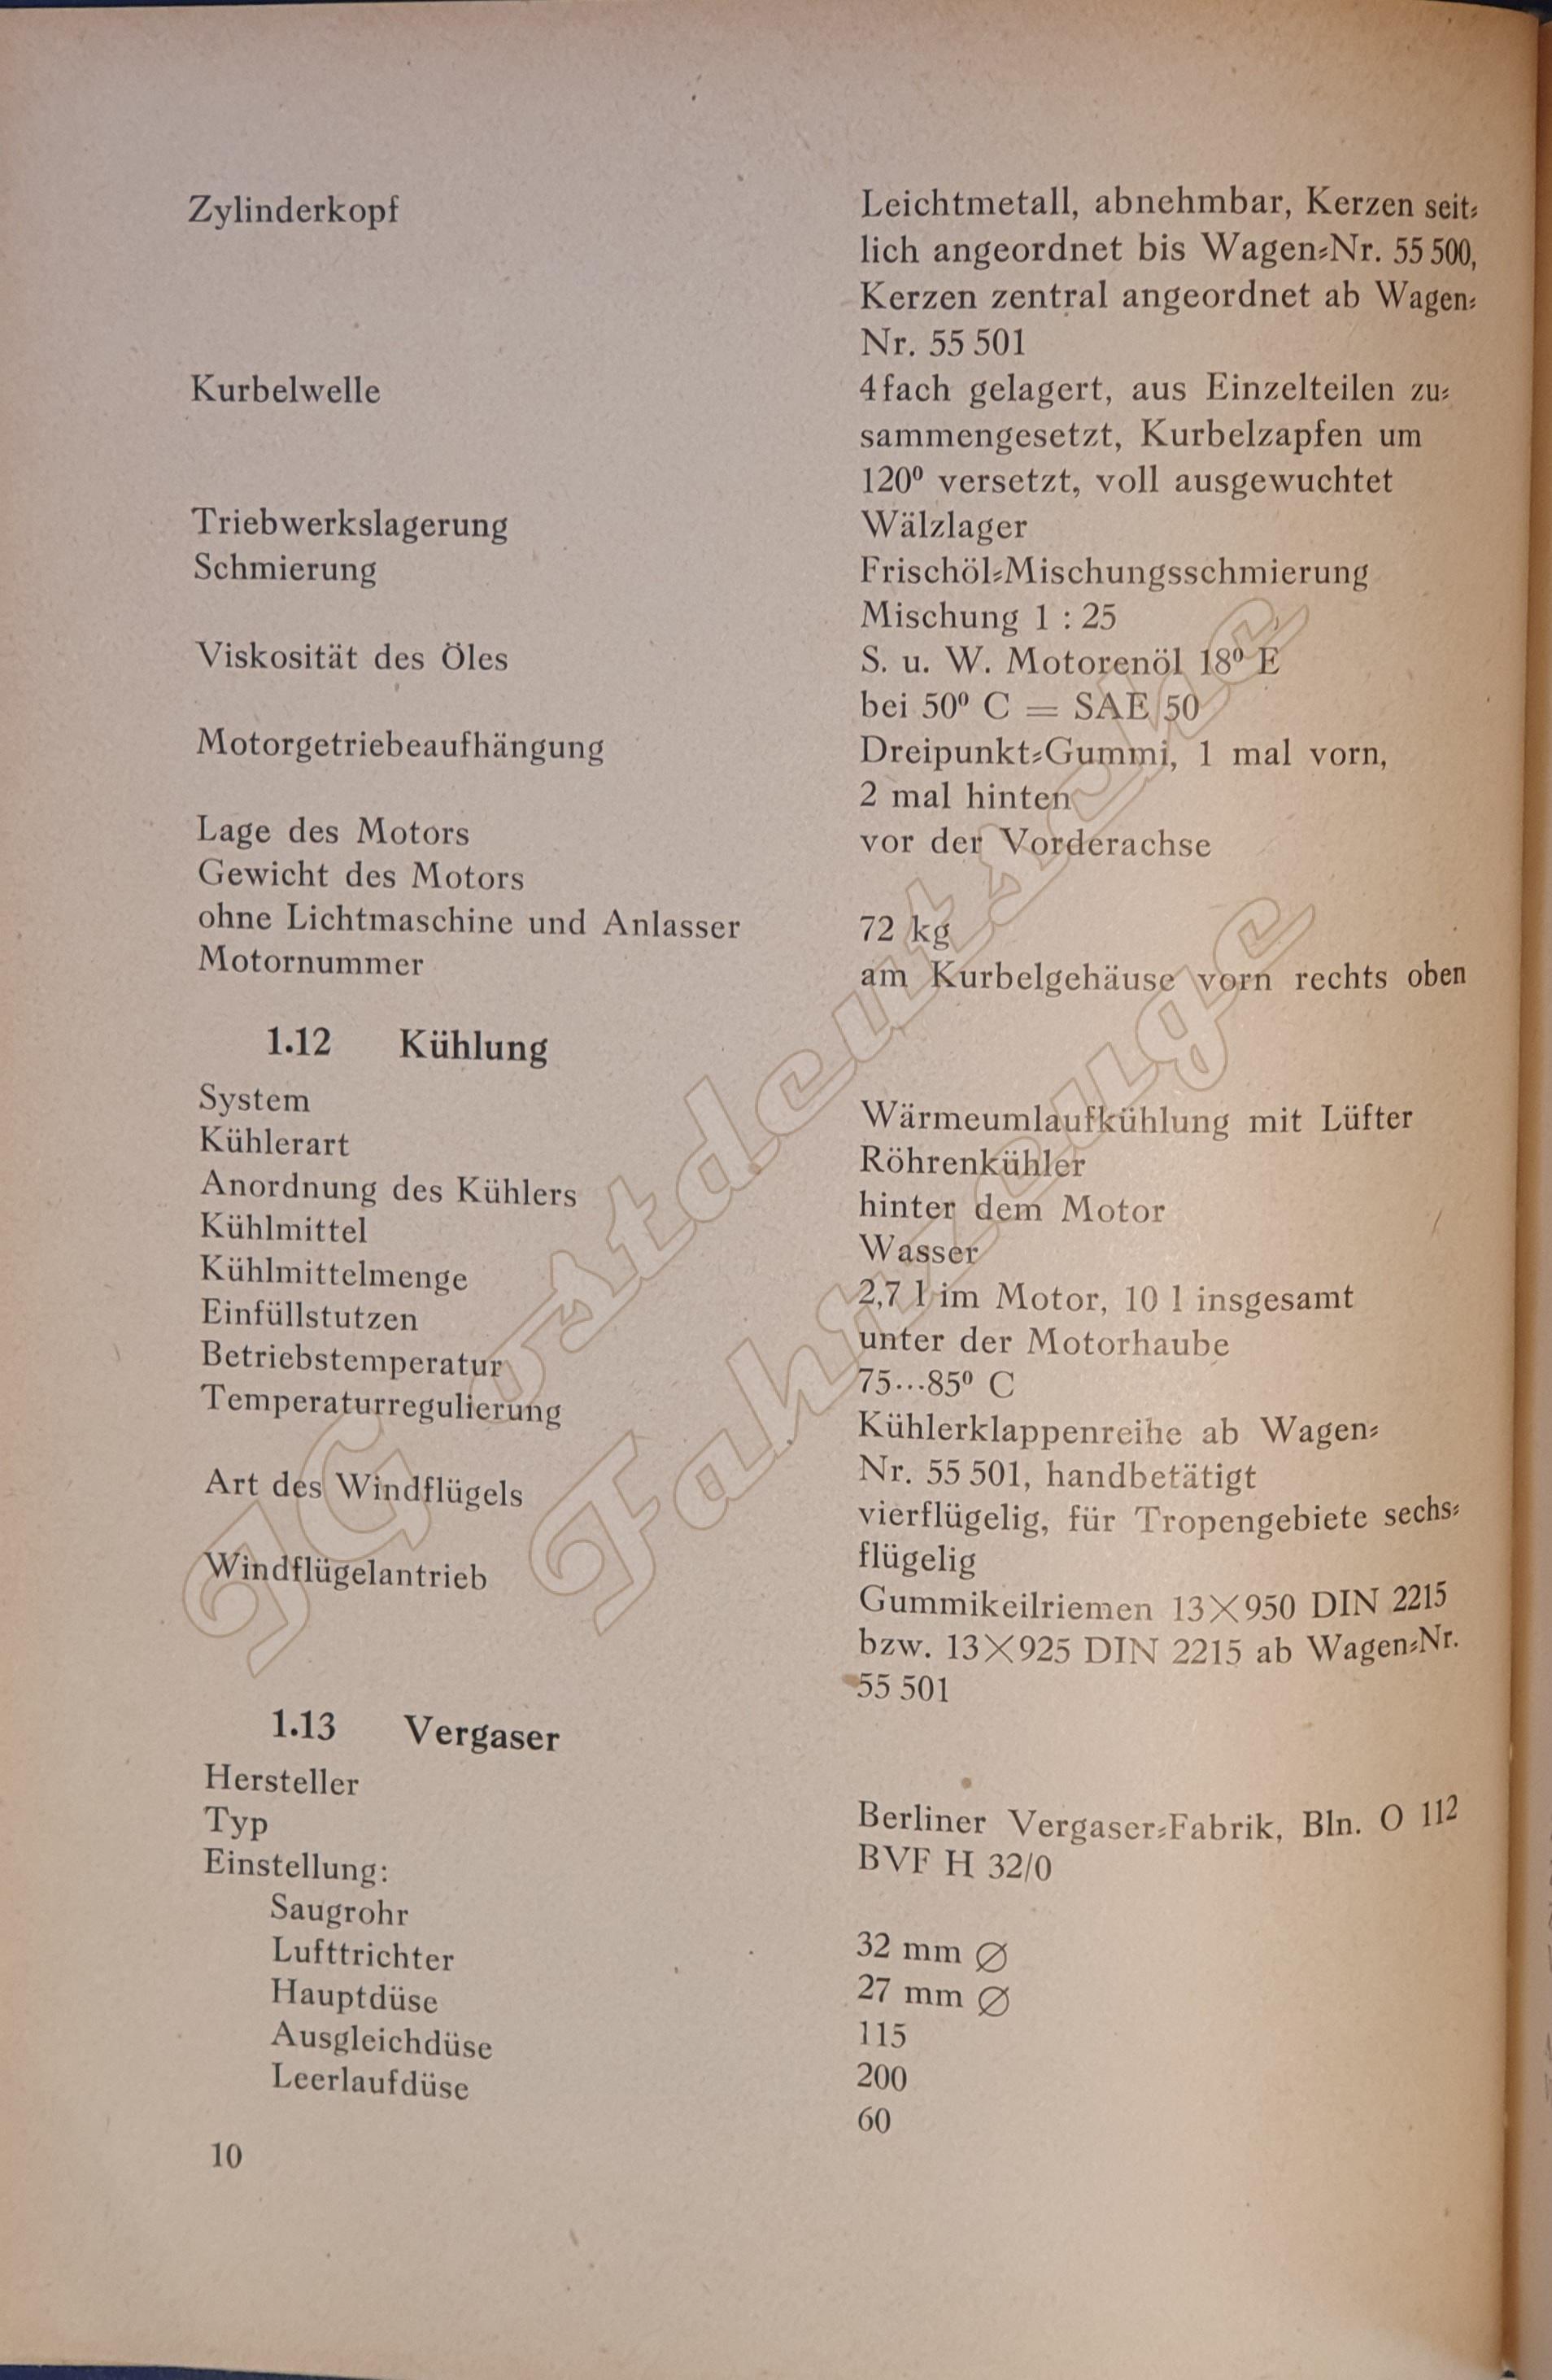 Zylinderkopf Leichtmetall, abnehmbar, Kerzen seit⸗
lich angeordnet bis Wagen⸗Nr. 55 500,
Kerzen zentral angeordnet ab Wagen⸗
Nr. 55 501
Kurbelwelle 4fach gelagert, aus Einzelteilen zu⸗
sammengesetzt, Kurbelzapfen um
120⁰ versetzt, voll ausgewuchtet
Triebwerkslagerung Wälzlager
Schmierung Frischöl⸗Mischungsschmierung
Mischung 1 : 25
Viskosität des Öles S. u. W. Motorenöl 18⁰ E
bei 50⁰ C = SAE 50
Motorgetriebeaufhängung Dreipunkt⸗Gummi, 1 mal vorn,
2 mal hinten
Lage des Motors vor der Vorderachse
Gewicht des Motors
ohne Lichtmaschine und Anlasser 72 kg
Motornummer am Kurbelgehäuse vorn rechts oben
1.12 Kühlung
System Wärmeumlaufkühlung mit Lüfter
Kühlerart Röhrenkühler
Anordnung des Kühlers hinter dem Motor
Kühlmittel Wasser
Kühlmittelmenge 2,7 l im Motor, 10 l insgesamt
Einfüllstutzen unter der Motorhaube
Betriebstemperatur 75...85⁰ C
Temperaturregulierung Kühlerklappenreihe ab Wagen⸗
Nr. 55 501, handbetätigt
Art des Windflügels vierflügelig, für Tropengebiete sechs⸗
flügelig
Windflügelantrieb Gummikeilriemen 13×950 DIN 2215
bzw. 13×925 DIN 2215 ab Wagen⸗Nr.
55 501
1.13 Vergaser
Hersteller Berliner Vergaser⸗Fabrik, Bln. O 112
Typ BVF H 32/0
Einstellung:
Saugrohr 32 mm ∅
Lufttrichter 27 mm ∅
Hauptdüse 115
Ausgleichdüse 200
Leerlaufdüse 60
10
IFA
Fahrzeuge